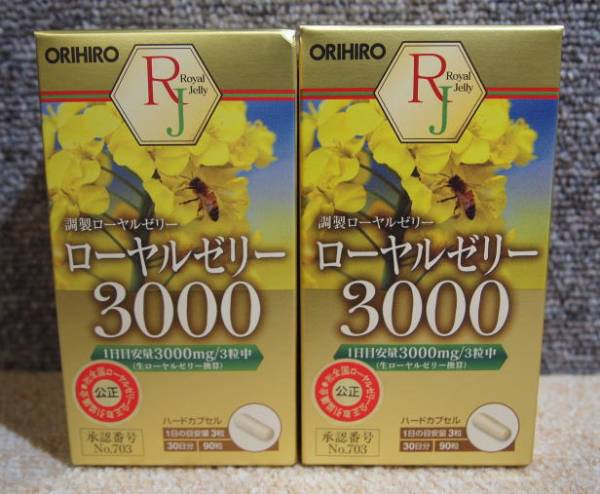 ORIHIRO
RJ
Royal
Jelly
調製ローヤルゼリー
ローヤルゼリー
3000
1日目安量3000mg/3粒中
(生ローヤルゼリー換算)
公正
ハードカプセル
1日の目安量 3粒
30日分 90粒
承認番号
No.703
ORIHIRO
RJ
Royal
Jelly
調製ローヤルゼリー
ローヤルゼリー
3000
1日目安量3000mg/3粒中
(生ローヤルゼリー換算)
公正
ハードカプセル
1日の目安量 3粒
30日分 90粒
承認番号
No.703